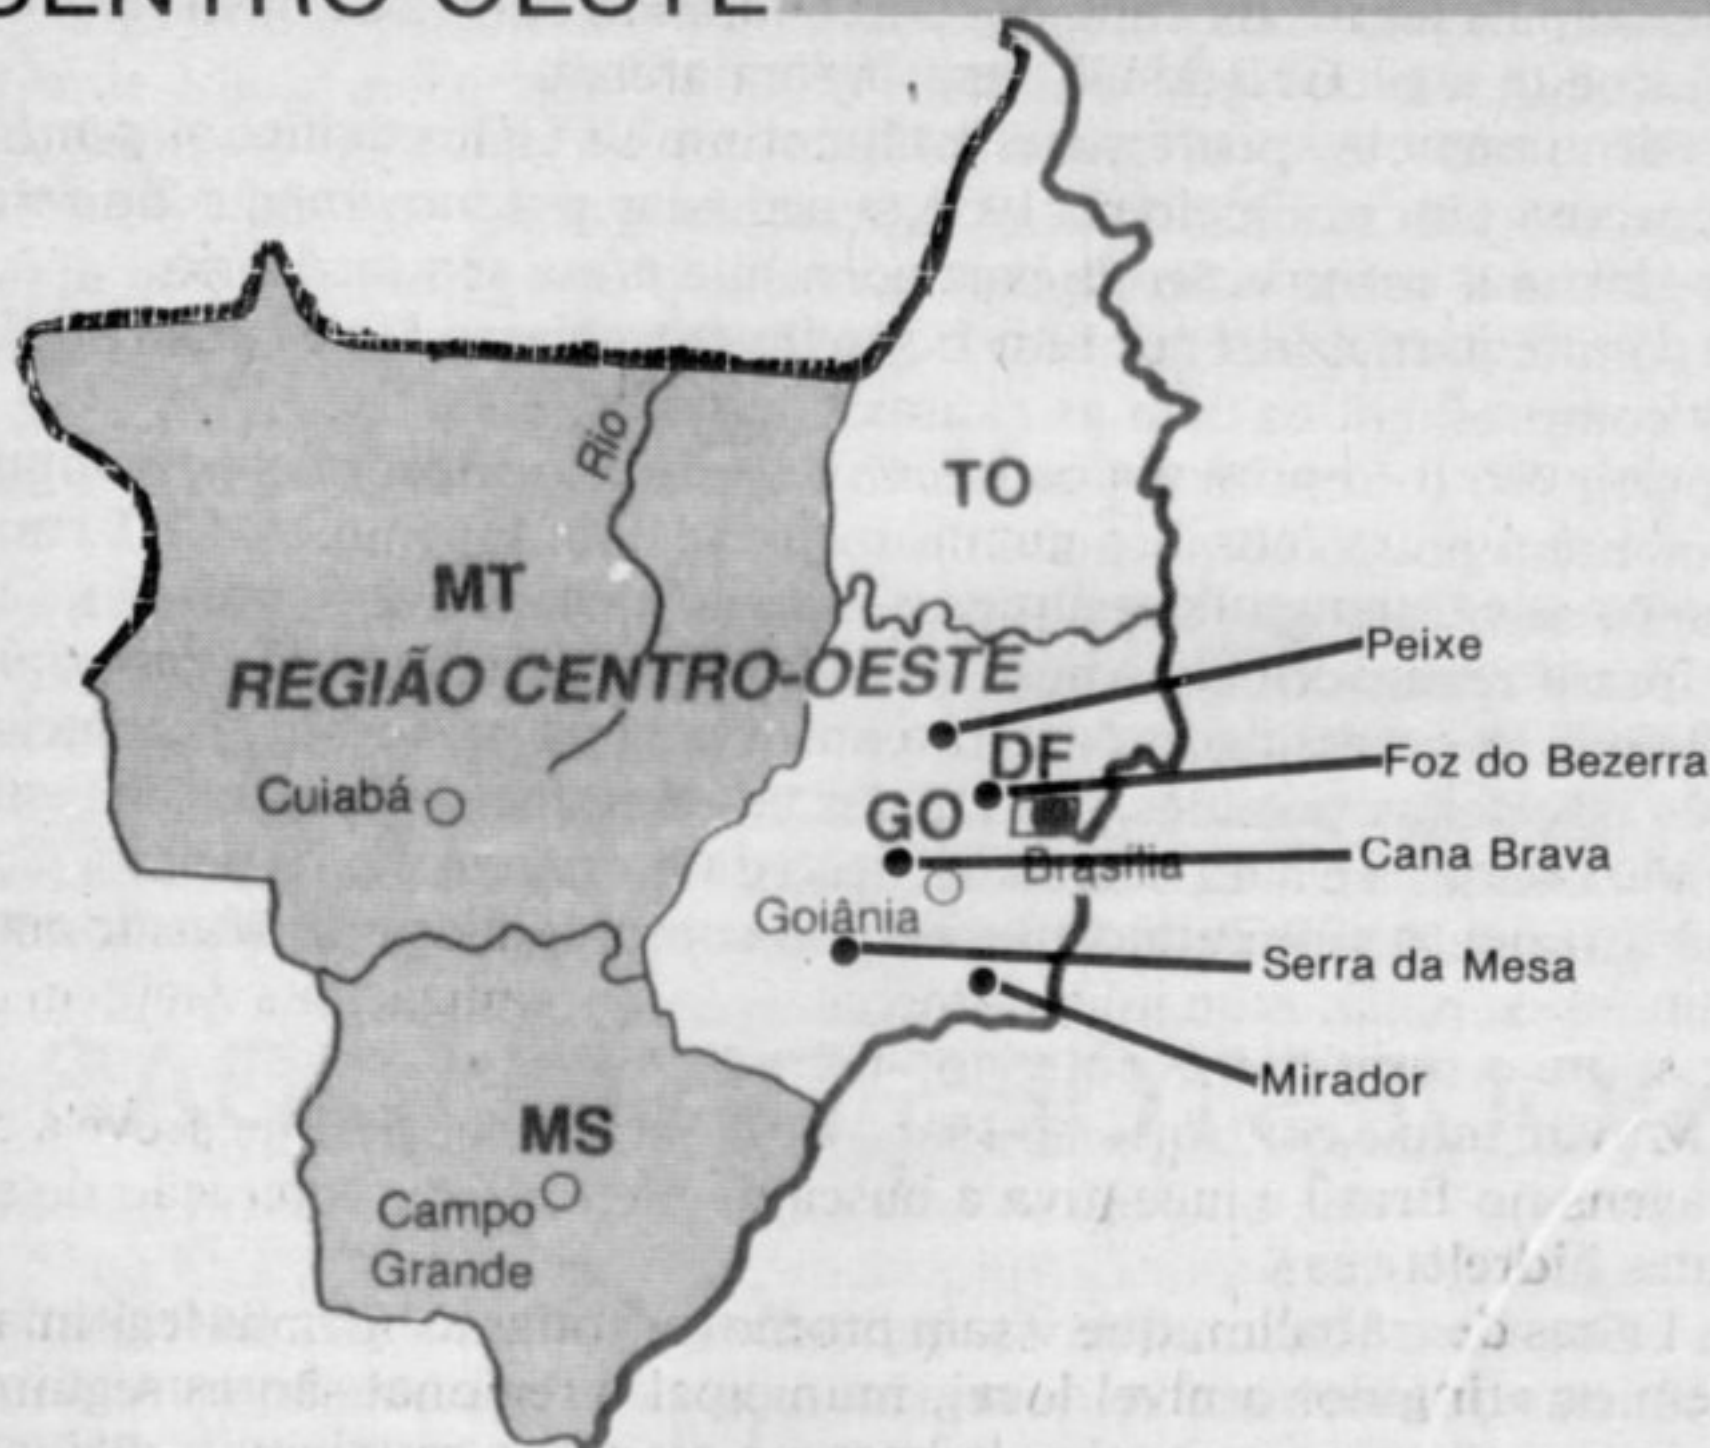 CENTRO-OESTE
Rio
TO
MT
REGIÃO CENTRO-OESTE
Peixe
DF
Foz do Bezerra
Cuiabá
GO
Cana Brava
Brasília
Goiânia
Serra da Mesa
Mirador
MS
Campo
Grande